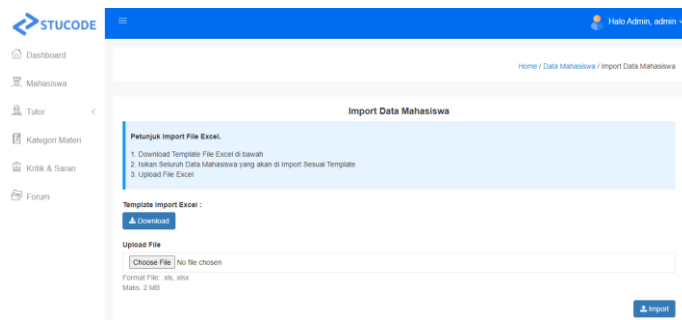 STUCODE
Halo Admin, admin
Dashboard
Mahasiswa
Tutor
Kategori Materi
Kritik & Saran
Forum
Home / Data Mahasiswa / Import Data Mahasiswa
Import Data Mahasiswa
Petunjuk Import File Excel.
1. Download Template File Excel di bawah
2. Isikan Seluruh Data Mahasiswa yang akan di Import Sesuai Template
3. Upload File Excel
Template Import Excel :
Download
Upload File
Choose File No file chosen
Format File: .xls, xlsx
Maks. 2 MB
Import